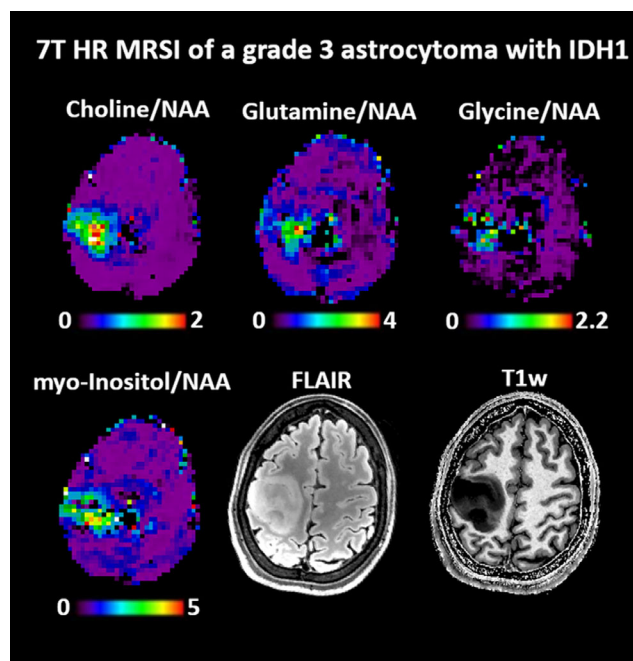 7T HR MRSI of a grade 3 astrocytoma with IDH1
Choline/NAA Glutamine/NAA Glycine/NAA
0 2 0 4 0 2.2
myo-Inositol/NAA FLAIR T1w
0 5